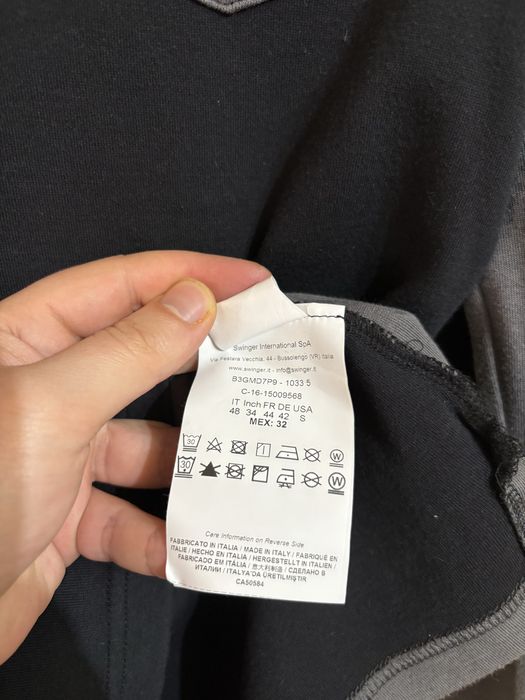 Swinger International SpA
Via Festara Vecchia, 44 - Bussolengo (VR) Italia
www.swinger.it - info@swinger.it
B3GMD7P9 - 1033 5
C-16-15009568
IT Inch FR DE USA
48 34 44 42 S
MEX: 32
30 W
30 W
Care Information on Reverse Side
FABBRICATO IN ITALIA / MADE IN ITALY / FABRIQUÉ EN
ITALIE / HECHO EN ITALIA / HERGESTELLT IN ITALIEN /
FABRICADO EM ITÁLIA / 意大利制造 / СДЕЛАНО В
ИТАЛИИ / ITALYA'DA ÜRETILMIŞTIR
CA50584